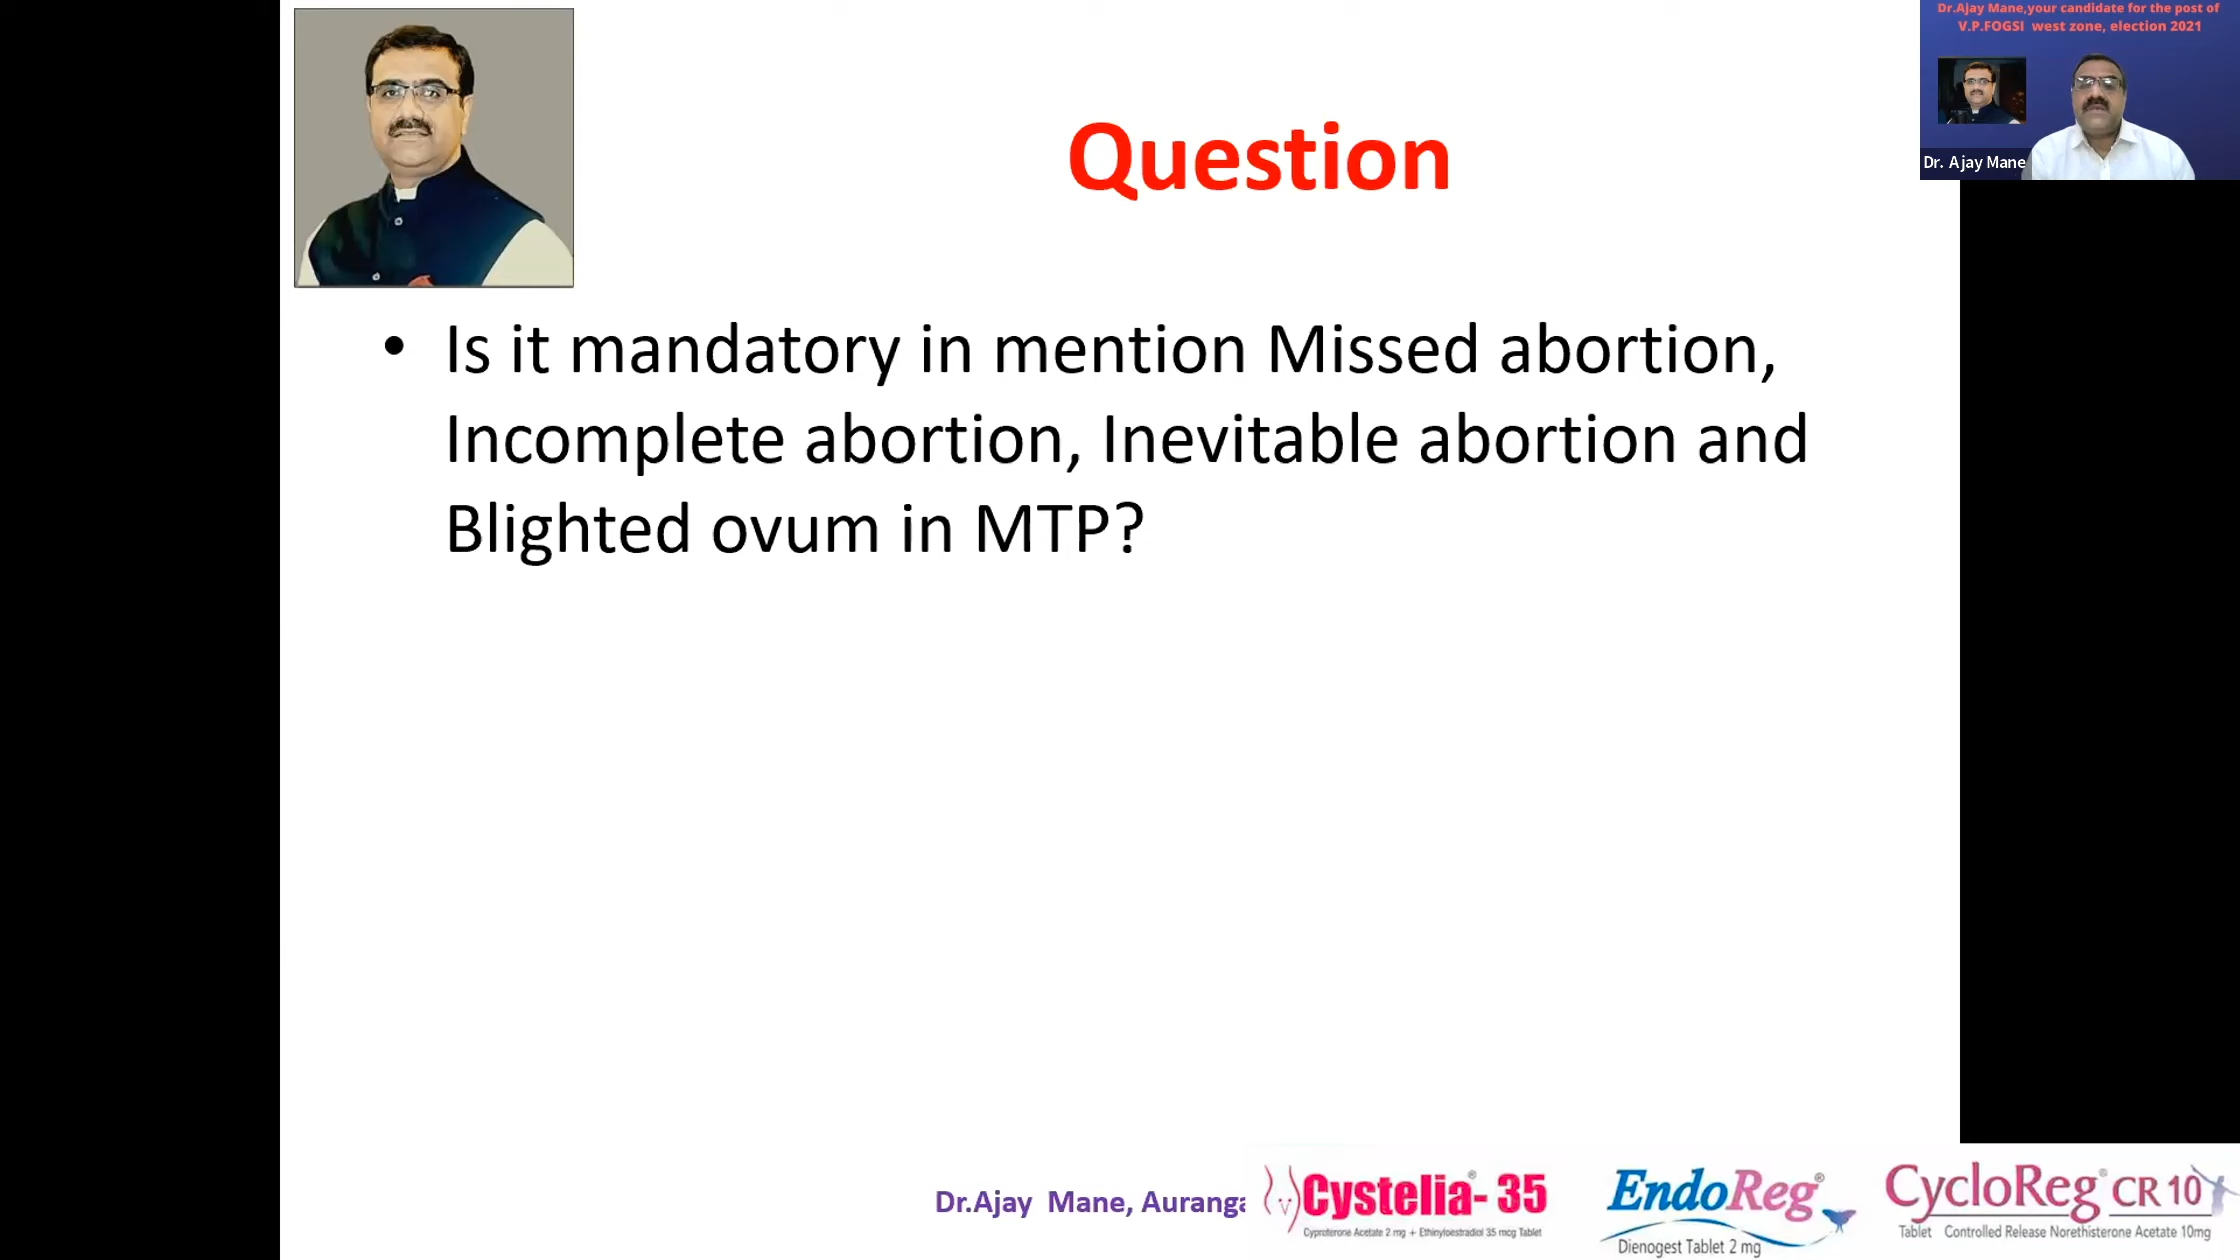 Dr.Ajay Mane,your candidate for the post of
V.P.FOGSI west zone, election 2021
Dr. Ajay Mane
Question
• Is it mandatory in mention Missed abortion,
Incomplete abortion, Inevitable abortion and
Blighted ovum in MTP?
Dr.Ajay Mane, Auranga
Cystelia®- 35
Cyproterone Acetate 2 mg + Ethinyloestradiol 35 mcg Tablet
EndoReg®
Dienogest Tablet 2 mg
CycloReg® CR 10
Tablet Controlled Release Norethisterone Acetate 10mg